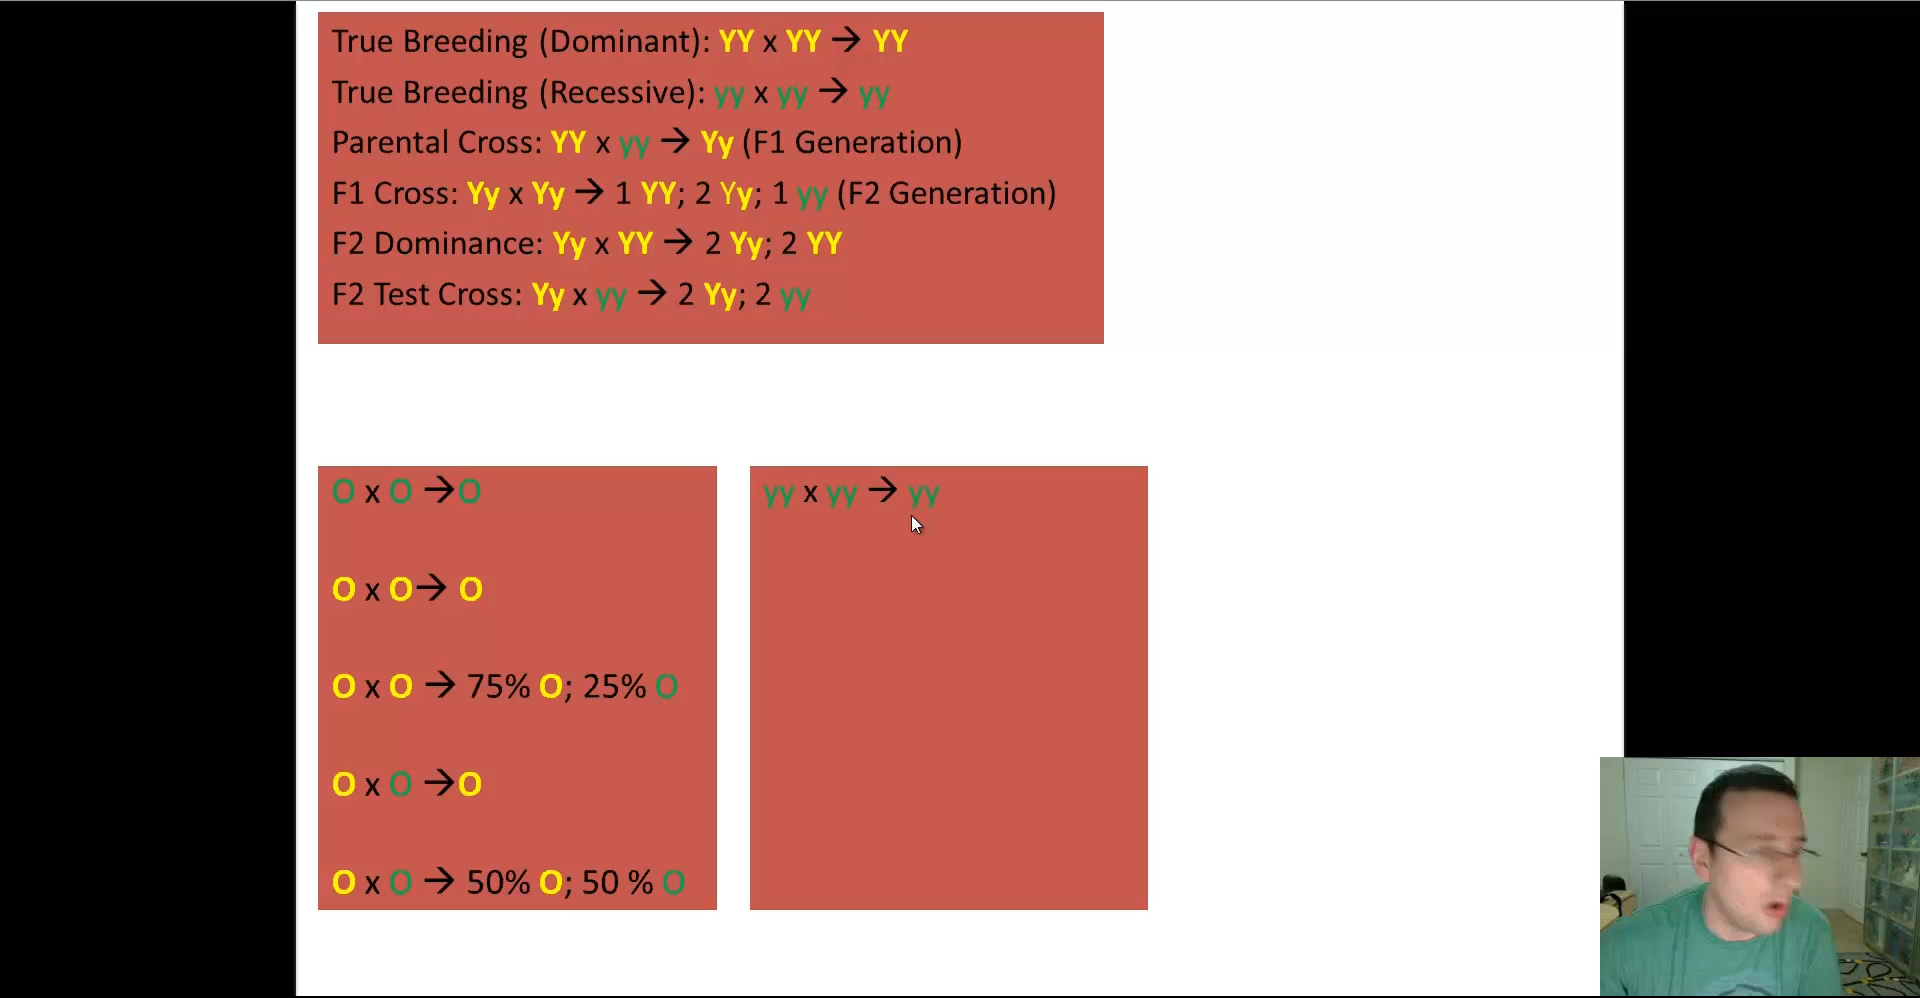 True Breeding (Dominant): YY x YY → YY
True Breeding (Recessive): yy x yy → yy
Parental Cross: YY x yy → Yy (F1 Generation)
F1 Cross: Yy x Yy → 1 YY; 2 Yy; 1 yy (F2 Generation)
F2 Dominance: Yy x YY → 2 Yy; 2 YY
F2 Test Cross: Yy x yy → 2 Yy; 2 yy
O x O →O
O x O→ O
O x O → 75% O; 25% O
O x O →O
O x O → 50% O; 50 % O
yy x yy → yy